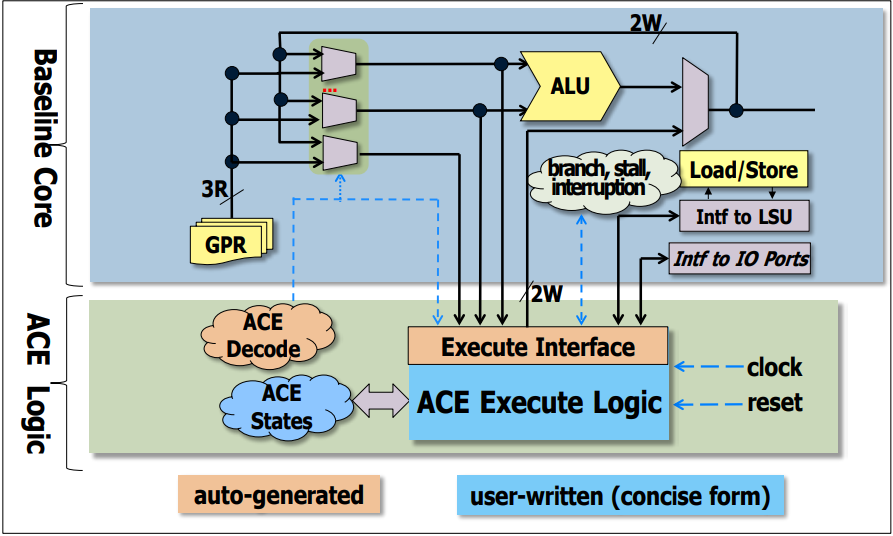 Baseline Core
2W
ALU
3R
GPR
branch, stall,
interruption
Load/Store
Intf to LSU
Intf to IO Ports
ACE Logic
ACE
Decode
ACE
States
2W
Execute Interface
ACE Execute Logic
clock
reset
auto-generated
user-written (concise form)